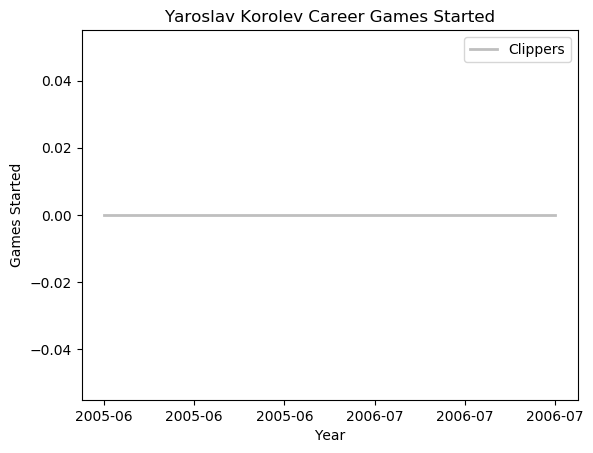 Yaroslav Korolev Career Games Started
Clippers
0.04
0.02
0.00
−0.02
−0.04
Games Started
2005-06 2005-06 2005-06 2006-07 2006-07 2006-07
Year